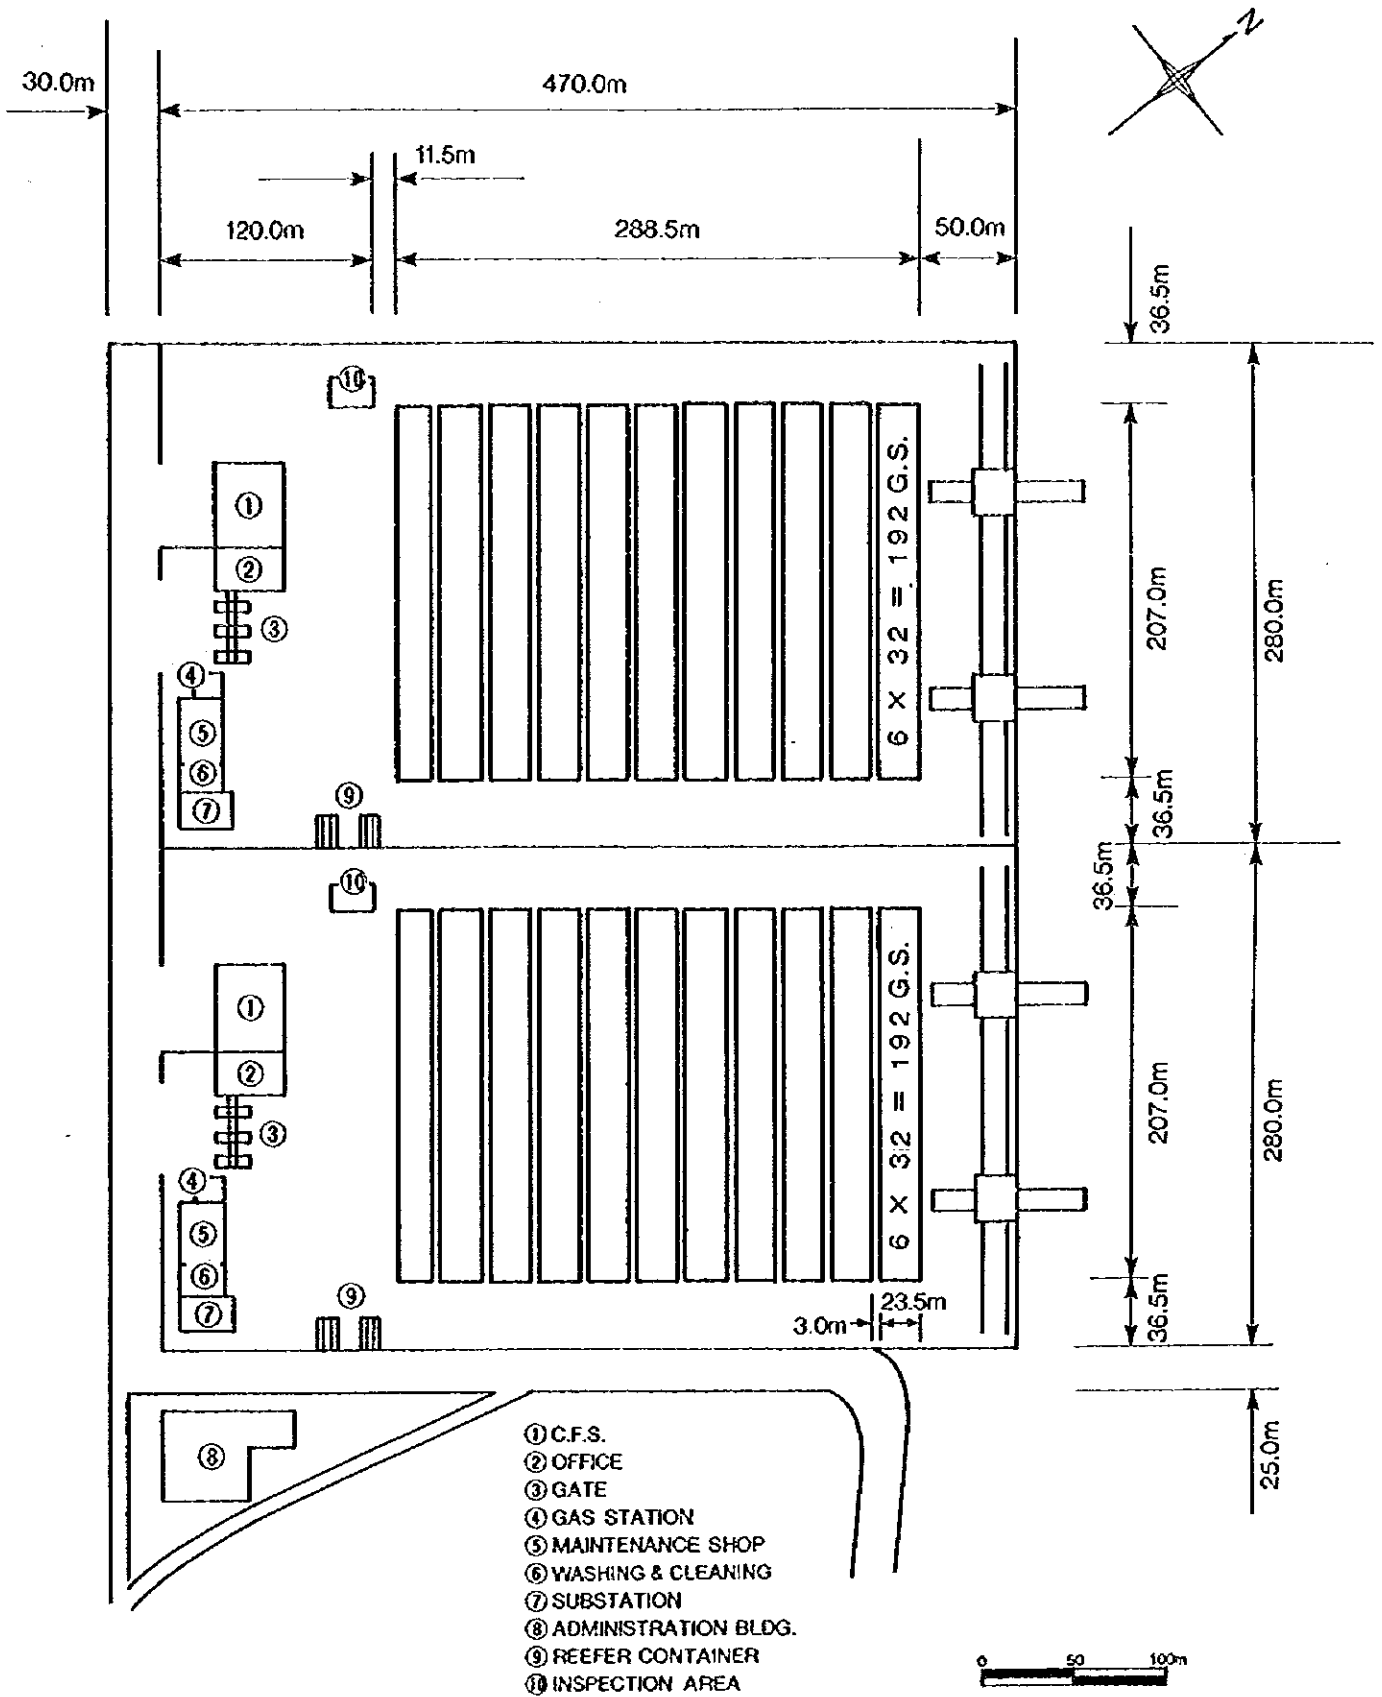 N
30.0m
470.0m
11.5m
120.0m
288.5m
50.0m
36.5m
⑩
①
②
③
④
⑤
⑥
⑦
⑨
6 X 32 = 192 G.S.
207.0m
280.0m
36.5m
36.5m
⑩
①
②
③
④
⑤
⑥
⑦
⑨
6 X 32 = 192 G.S.
207.0m
280.0m
23.5m
3.0m
36.5m
25.0m
⑧
① C.F.S.
② OFFICE
③ GATE
④ GAS STATION
⑤ MAINTENANCE SHOP
⑥ WASHING & CLEANING
⑦ SUBSTATION
⑧ ADMINISTRATION BLDG.
⑨ REEFER CONTAINER
⑩ INSPECTION AREA
0 50 100m